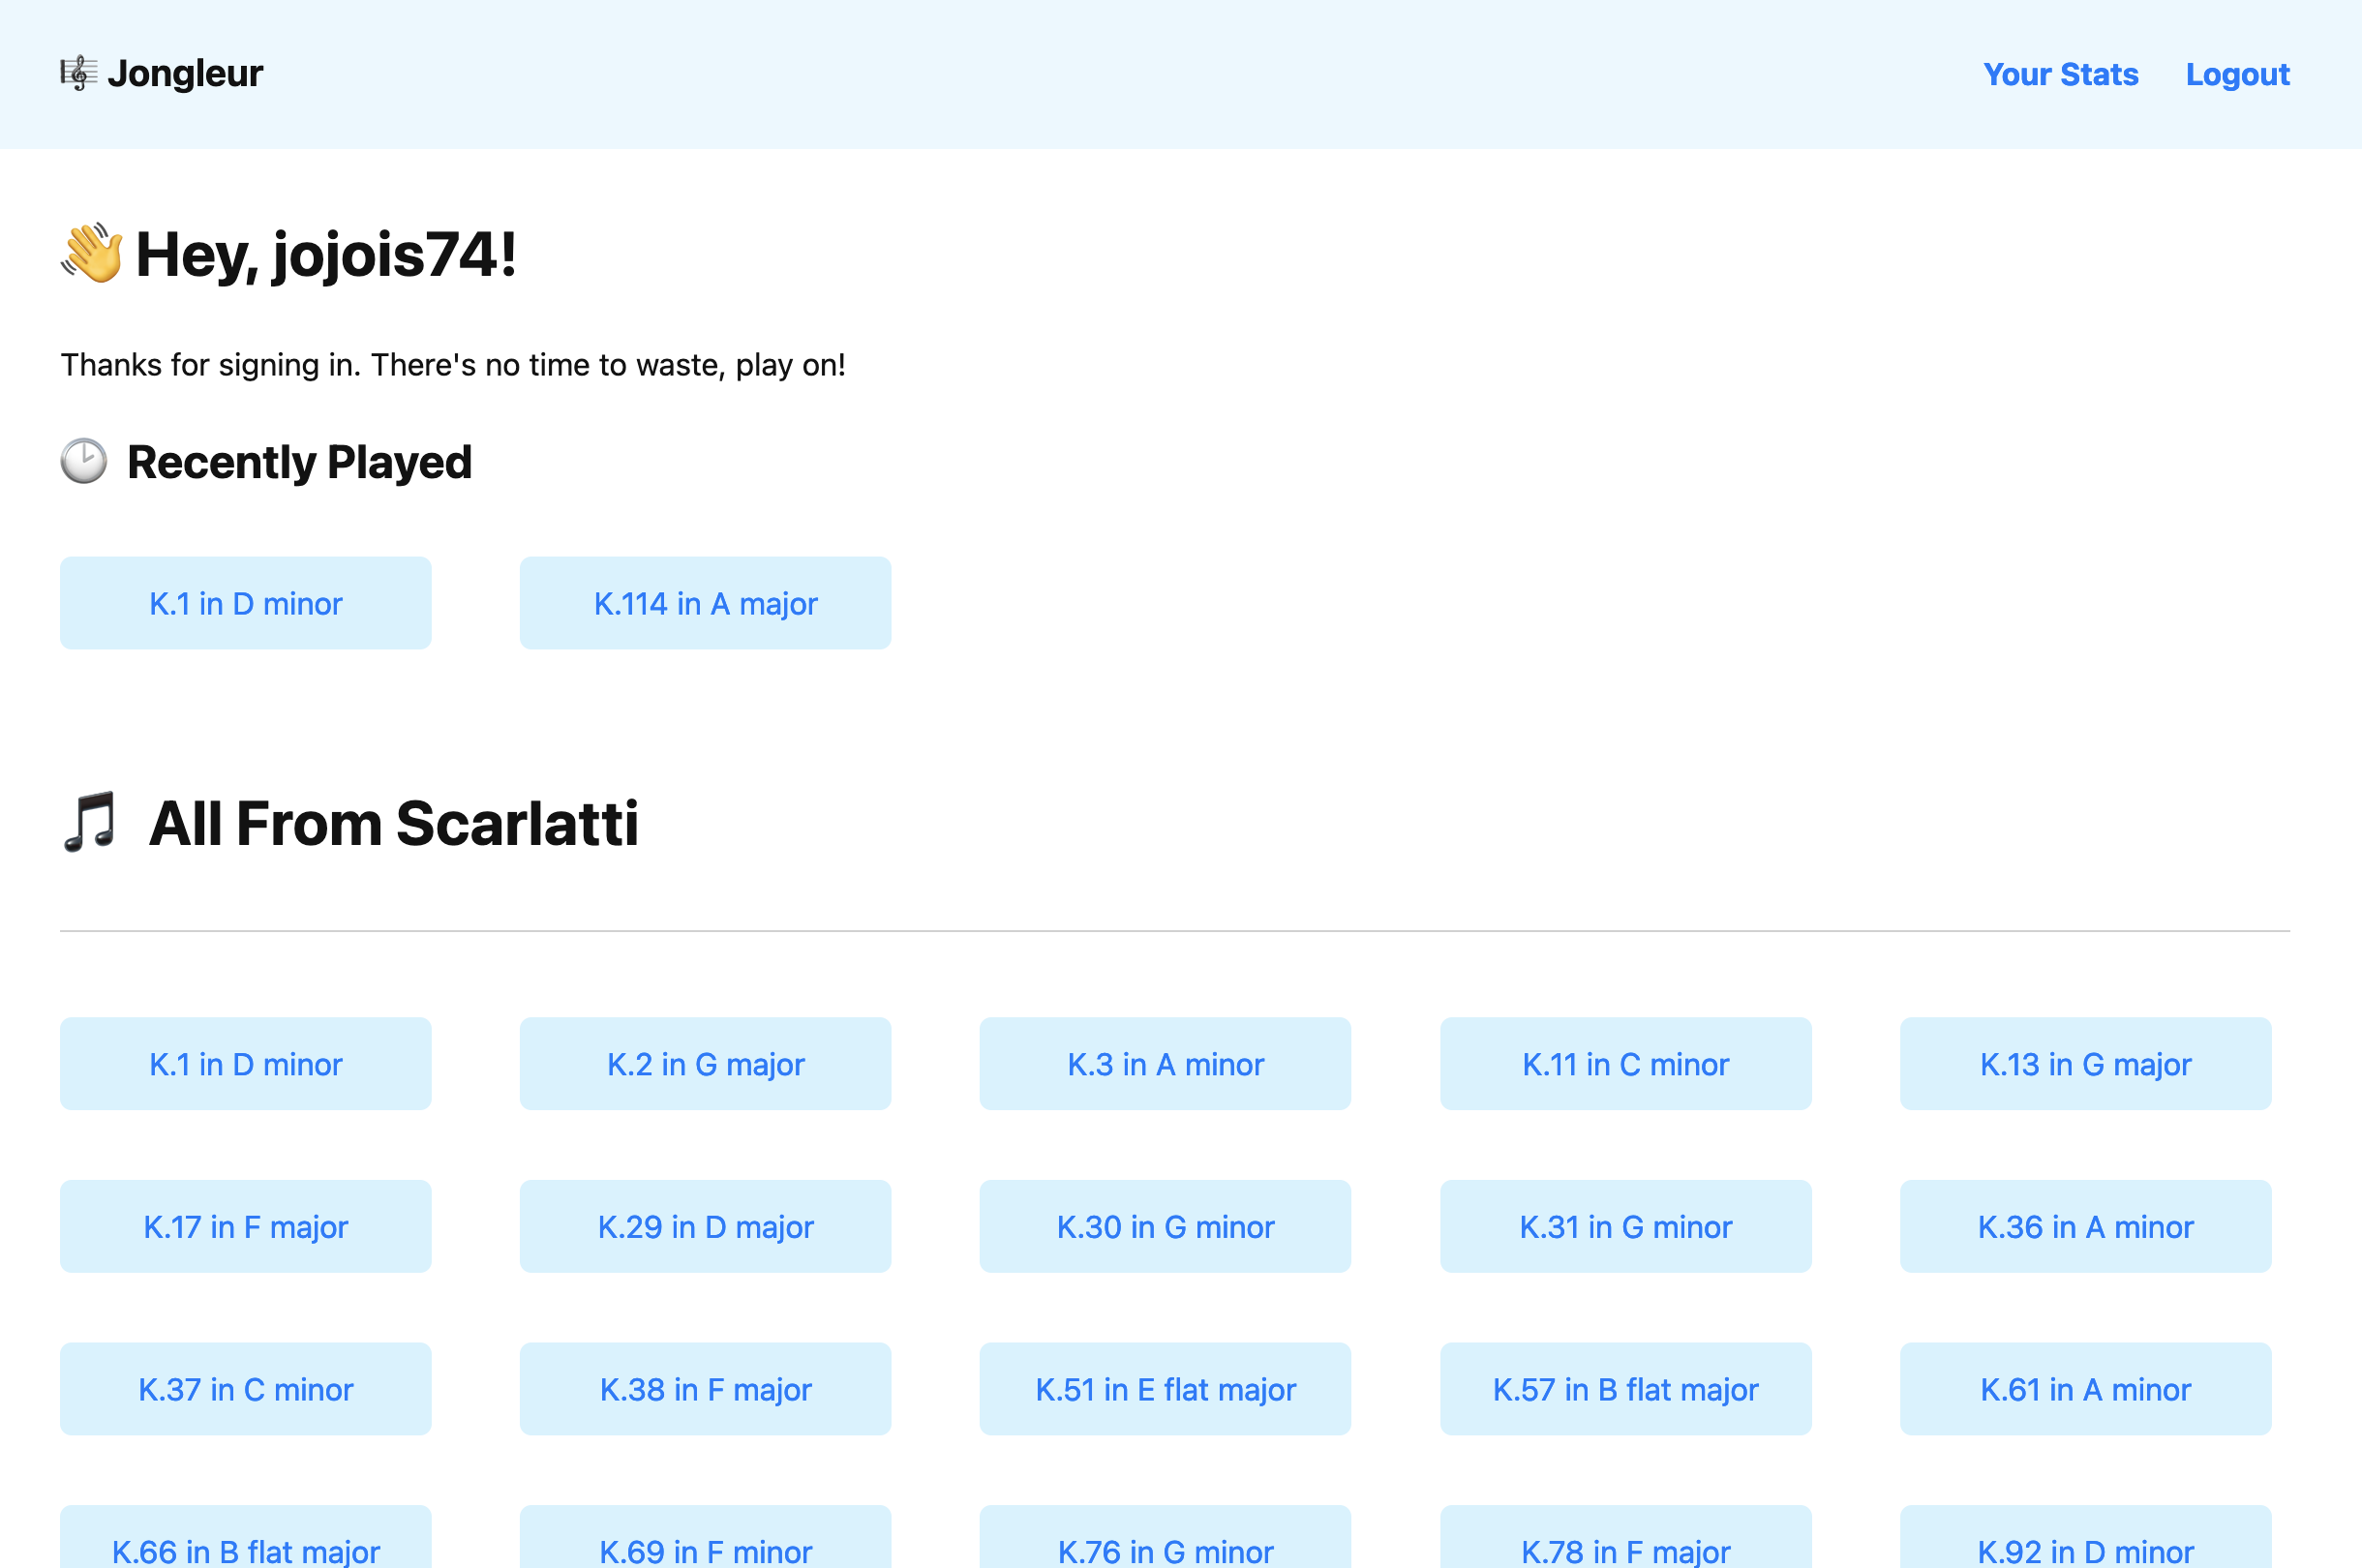 Jongleur
Your Stats
Logout
Hey, jojois74!
Thanks for signing in. There's no time to waste, play on!
Recently Played
K.1 in D minor
K.114 in A major
All From Scarlatti
K.1 in D minor
K.2 in G major
K.3 in A minor
K.11 in C minor
K.13 in G major
K.17 in F major
K.29 in D major
K.30 in G minor
K.31 in G minor
K.36 in A minor
K.37 in C minor
K.38 in F major
K.51 in E flat major
K.57 in B flat major
K.61 in A minor
K.66 in B flat major
K.69 in F minor
K.76 in G minor
K.78 in F major
K.92 in D minor